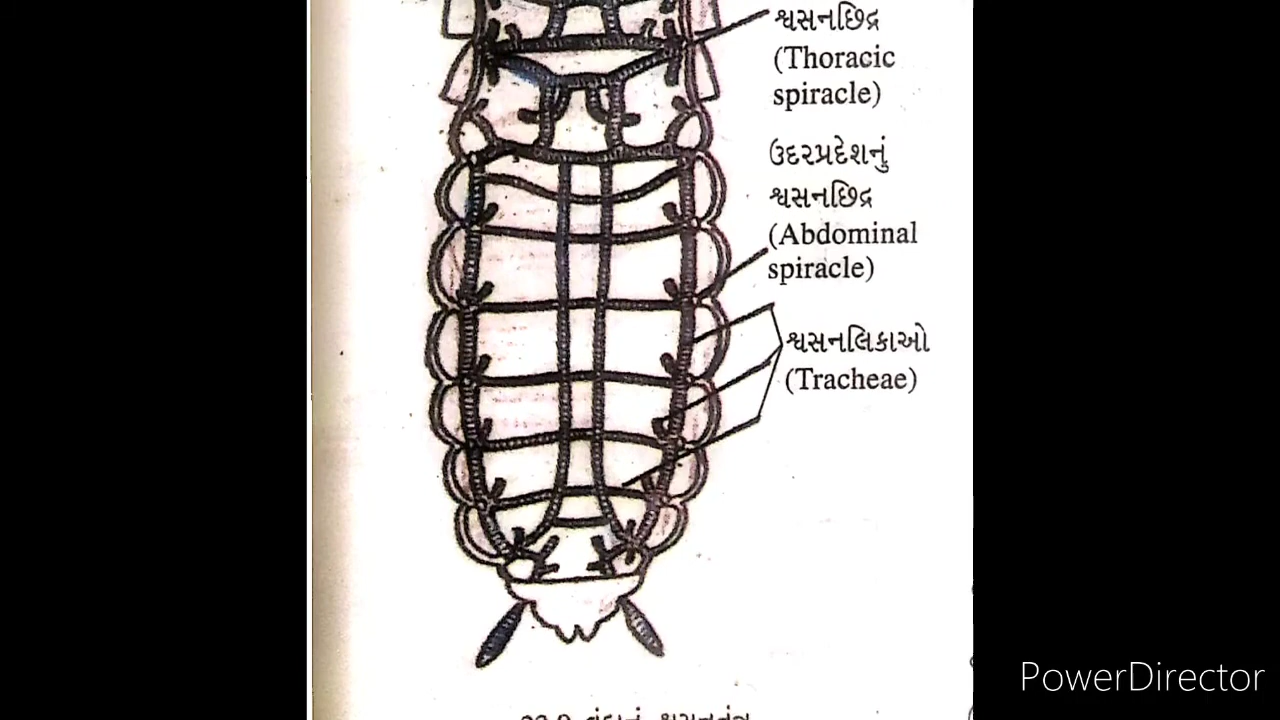 શ્વસનછિદ્ર
(Thoracic
spiracle)
ઉદરપ્રદેશનું
શ્વસનછિદ્ર
(Abdominal
spiracle)
શ્વસનલિકાઓ
(Tracheae)
PowerDirector